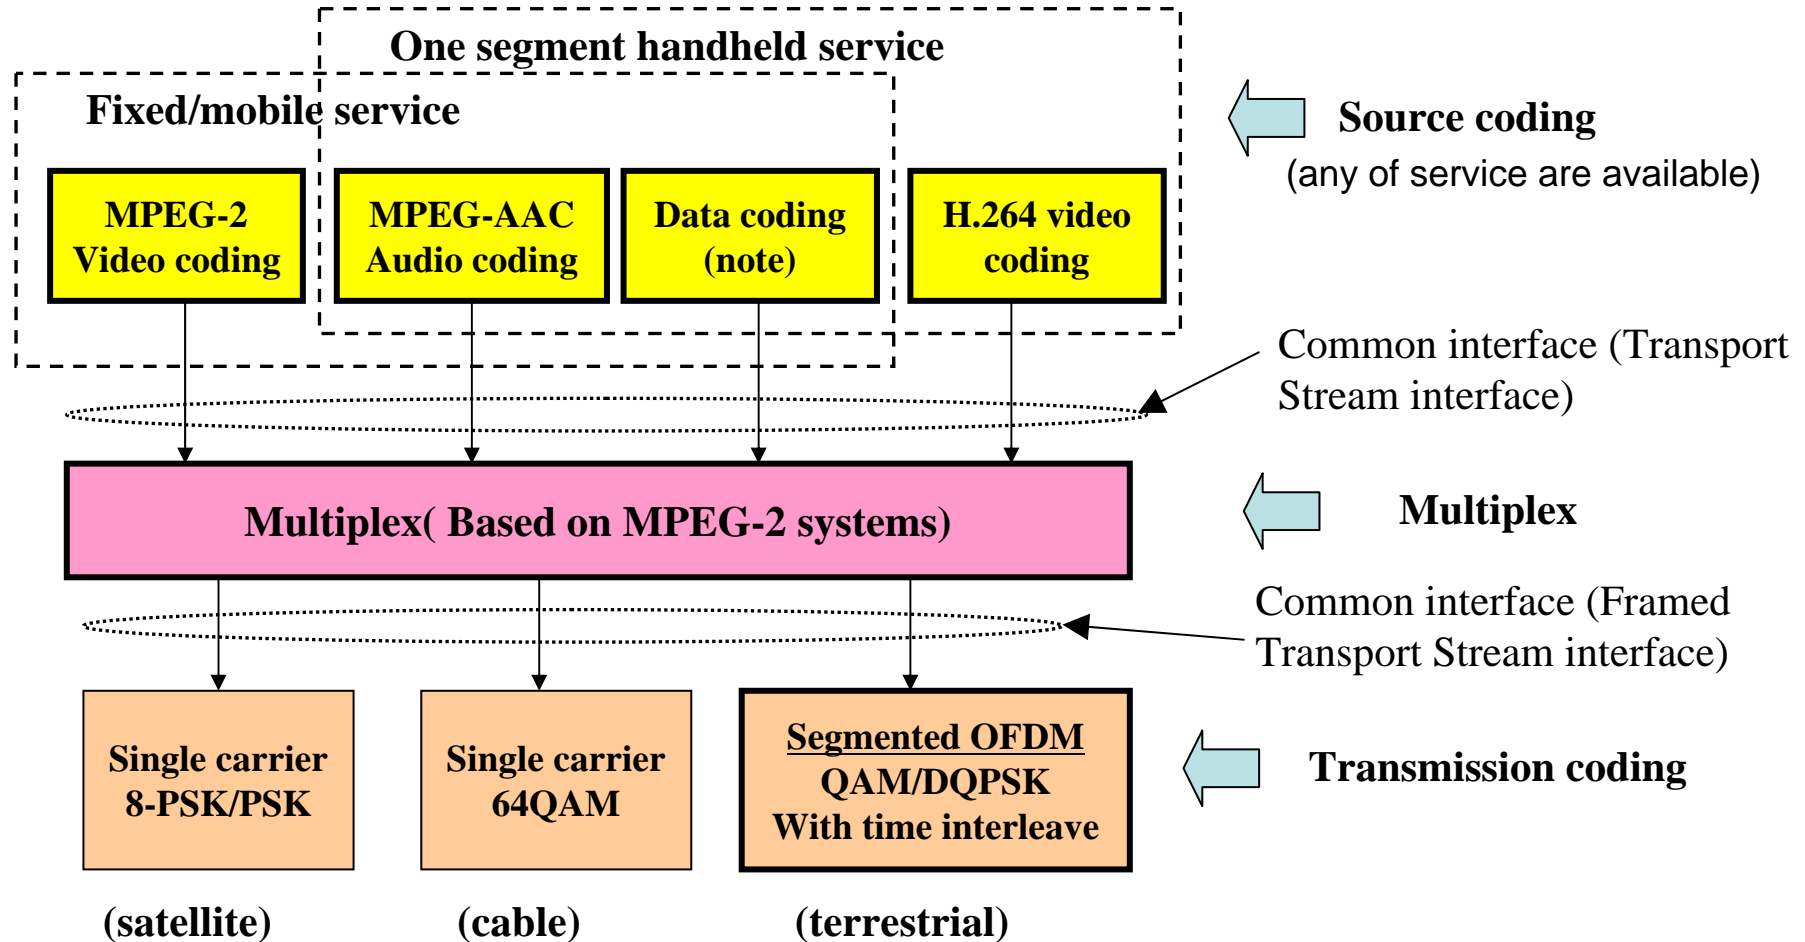 One segment handheld service
Fixed/mobile service
Source coding
(any of service are available)
MPEG-2
Video coding
MPEG-AAC
Audio coding
Data coding
(note)
H.264 video
coding
Common interface (Transport
Stream interface)
Multiplex( Based on MPEG-2 systems)
Multiplex
Common interface (Framed
Transport Stream interface)
Single carrier
8-PSK/PSK
Single carrier
64QAM
Segmented OFDM
QAM/DQPSK
With time interleave
Transmission coding
(satellite)
(cable)
(terrestrial)